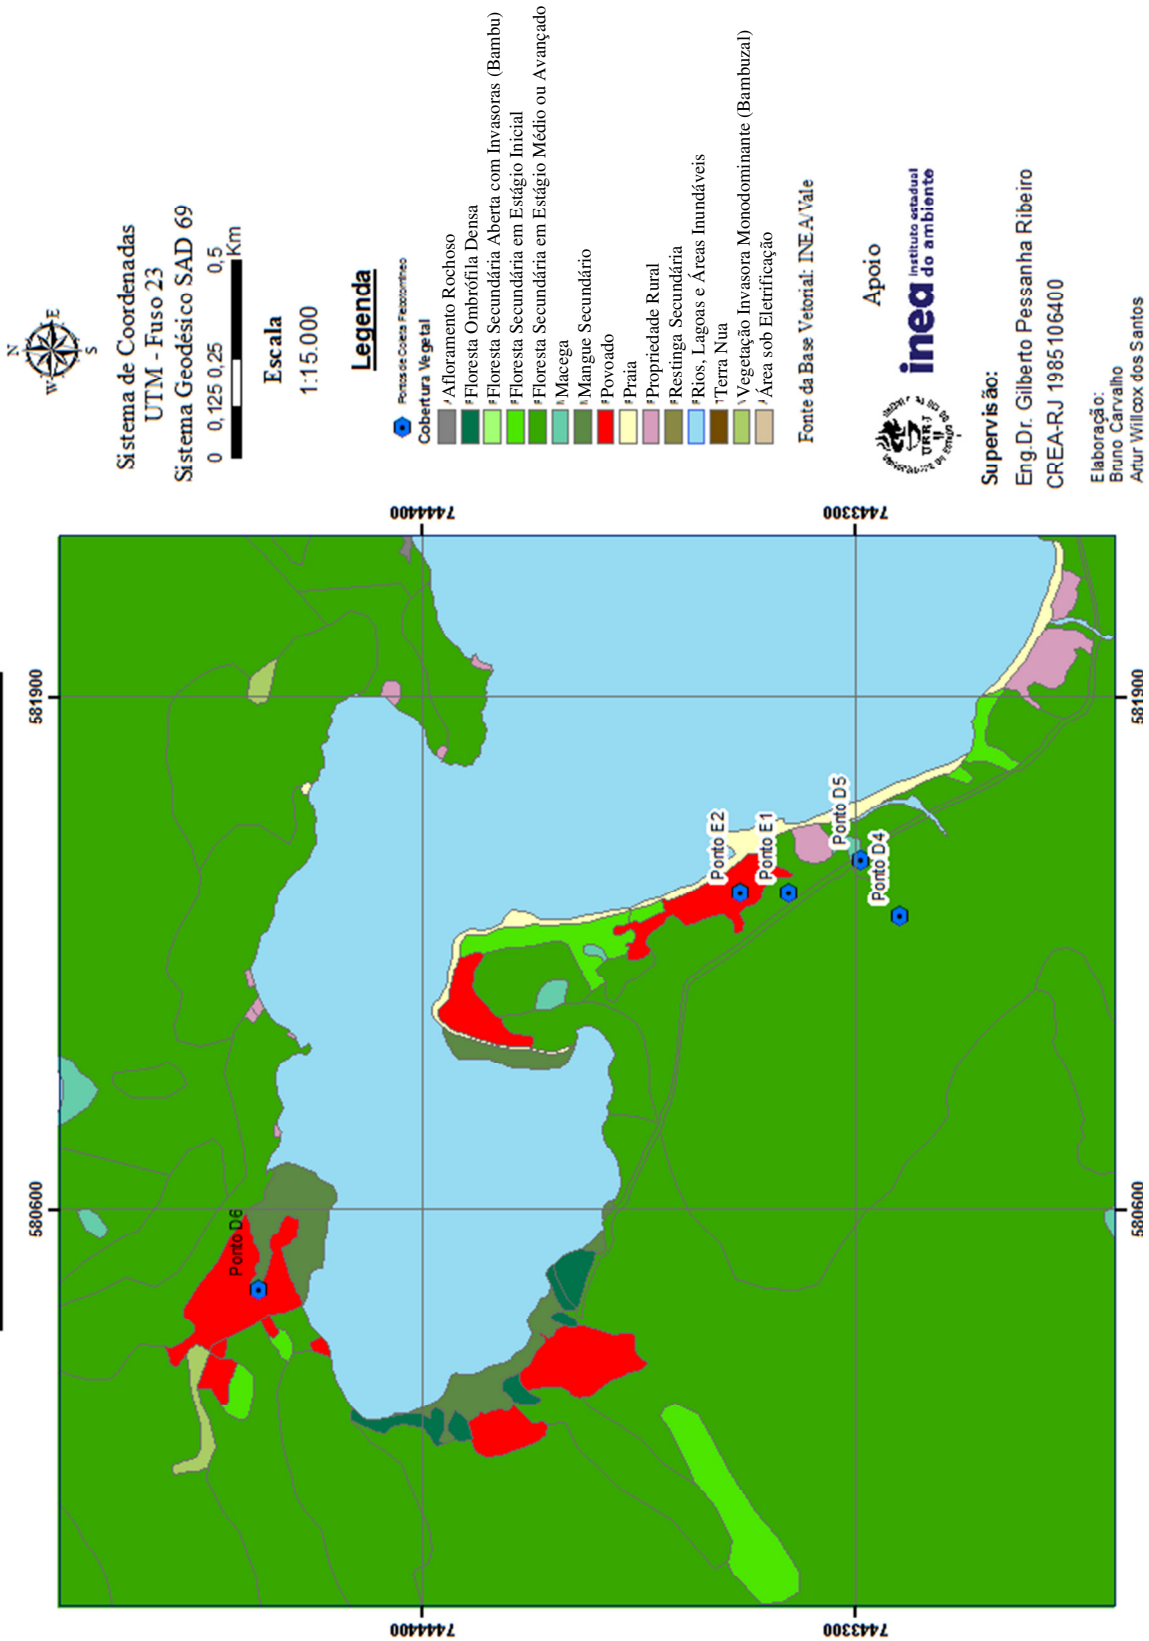 N
W
E
S
Sistema de Coordenadas
UTM - Fuso 23
Sistema Geodésico SAD 69
0 0,125 0,25 0,5
Km
Escala
1:15.000
Legenda
Cobertura Vegetal
Afloramento Rochoso
Floresta Ombrófila Densa
Floresta Secundária Aberta com Invasoras (Bambu)
Floresta Secundária em Estágio Inicial
Floresta Secundária em Estágio Médio ou Avançado
Macega
Mangue Secundário
Povoado
Praia
Propriedade Rural
Restinga Secundária
Rios, Lagoas e Áreas Inundáveis
Terra Nua
Vegetação Invasora Monodominante (Bambuzal)
Área sob Eletrificação
Fonte da Base Vetorial: INEA/Vale
Apoio
inea instituto estadual
do ambiente
Supervisão:
Eng.Dr. Gilberto Pessanha Ribeiro
CREA-RJ 1985106400
Elaboração:
Bruno Carvalho
Artur Willcox dos Santos
580600
581900
7444400
7444400
7443300
7443300
580600
581900
Ponto D6
Ponto E2
Ponto E1
Ponto D5
Ponto D4